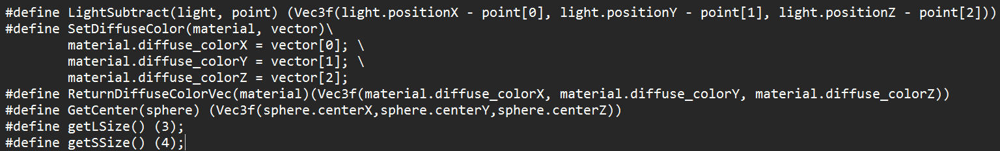 #define LightSubtract(light, point) (Vec3f(light.positionX - point[0], light.positionY - point[1], light.positionZ - point[2]))
#define SetDiffuseColor(material, vector)\
        material.diffuse_colorX = vector[0]; \
        material.diffuse_colorY = vector[1]; \
        material.diffuse_colorZ = vector[2];
#define ReturnDiffuseColorVec(material)(Vec3f(material.diffuse_colorX, material.diffuse_colorY, material.diffuse_colorZ))
#define GetCenter(sphere) (Vec3f(sphere.centerX,sphere.centerY,sphere.centerZ))
#define getLSize() (3);
#define getSSize() (4);